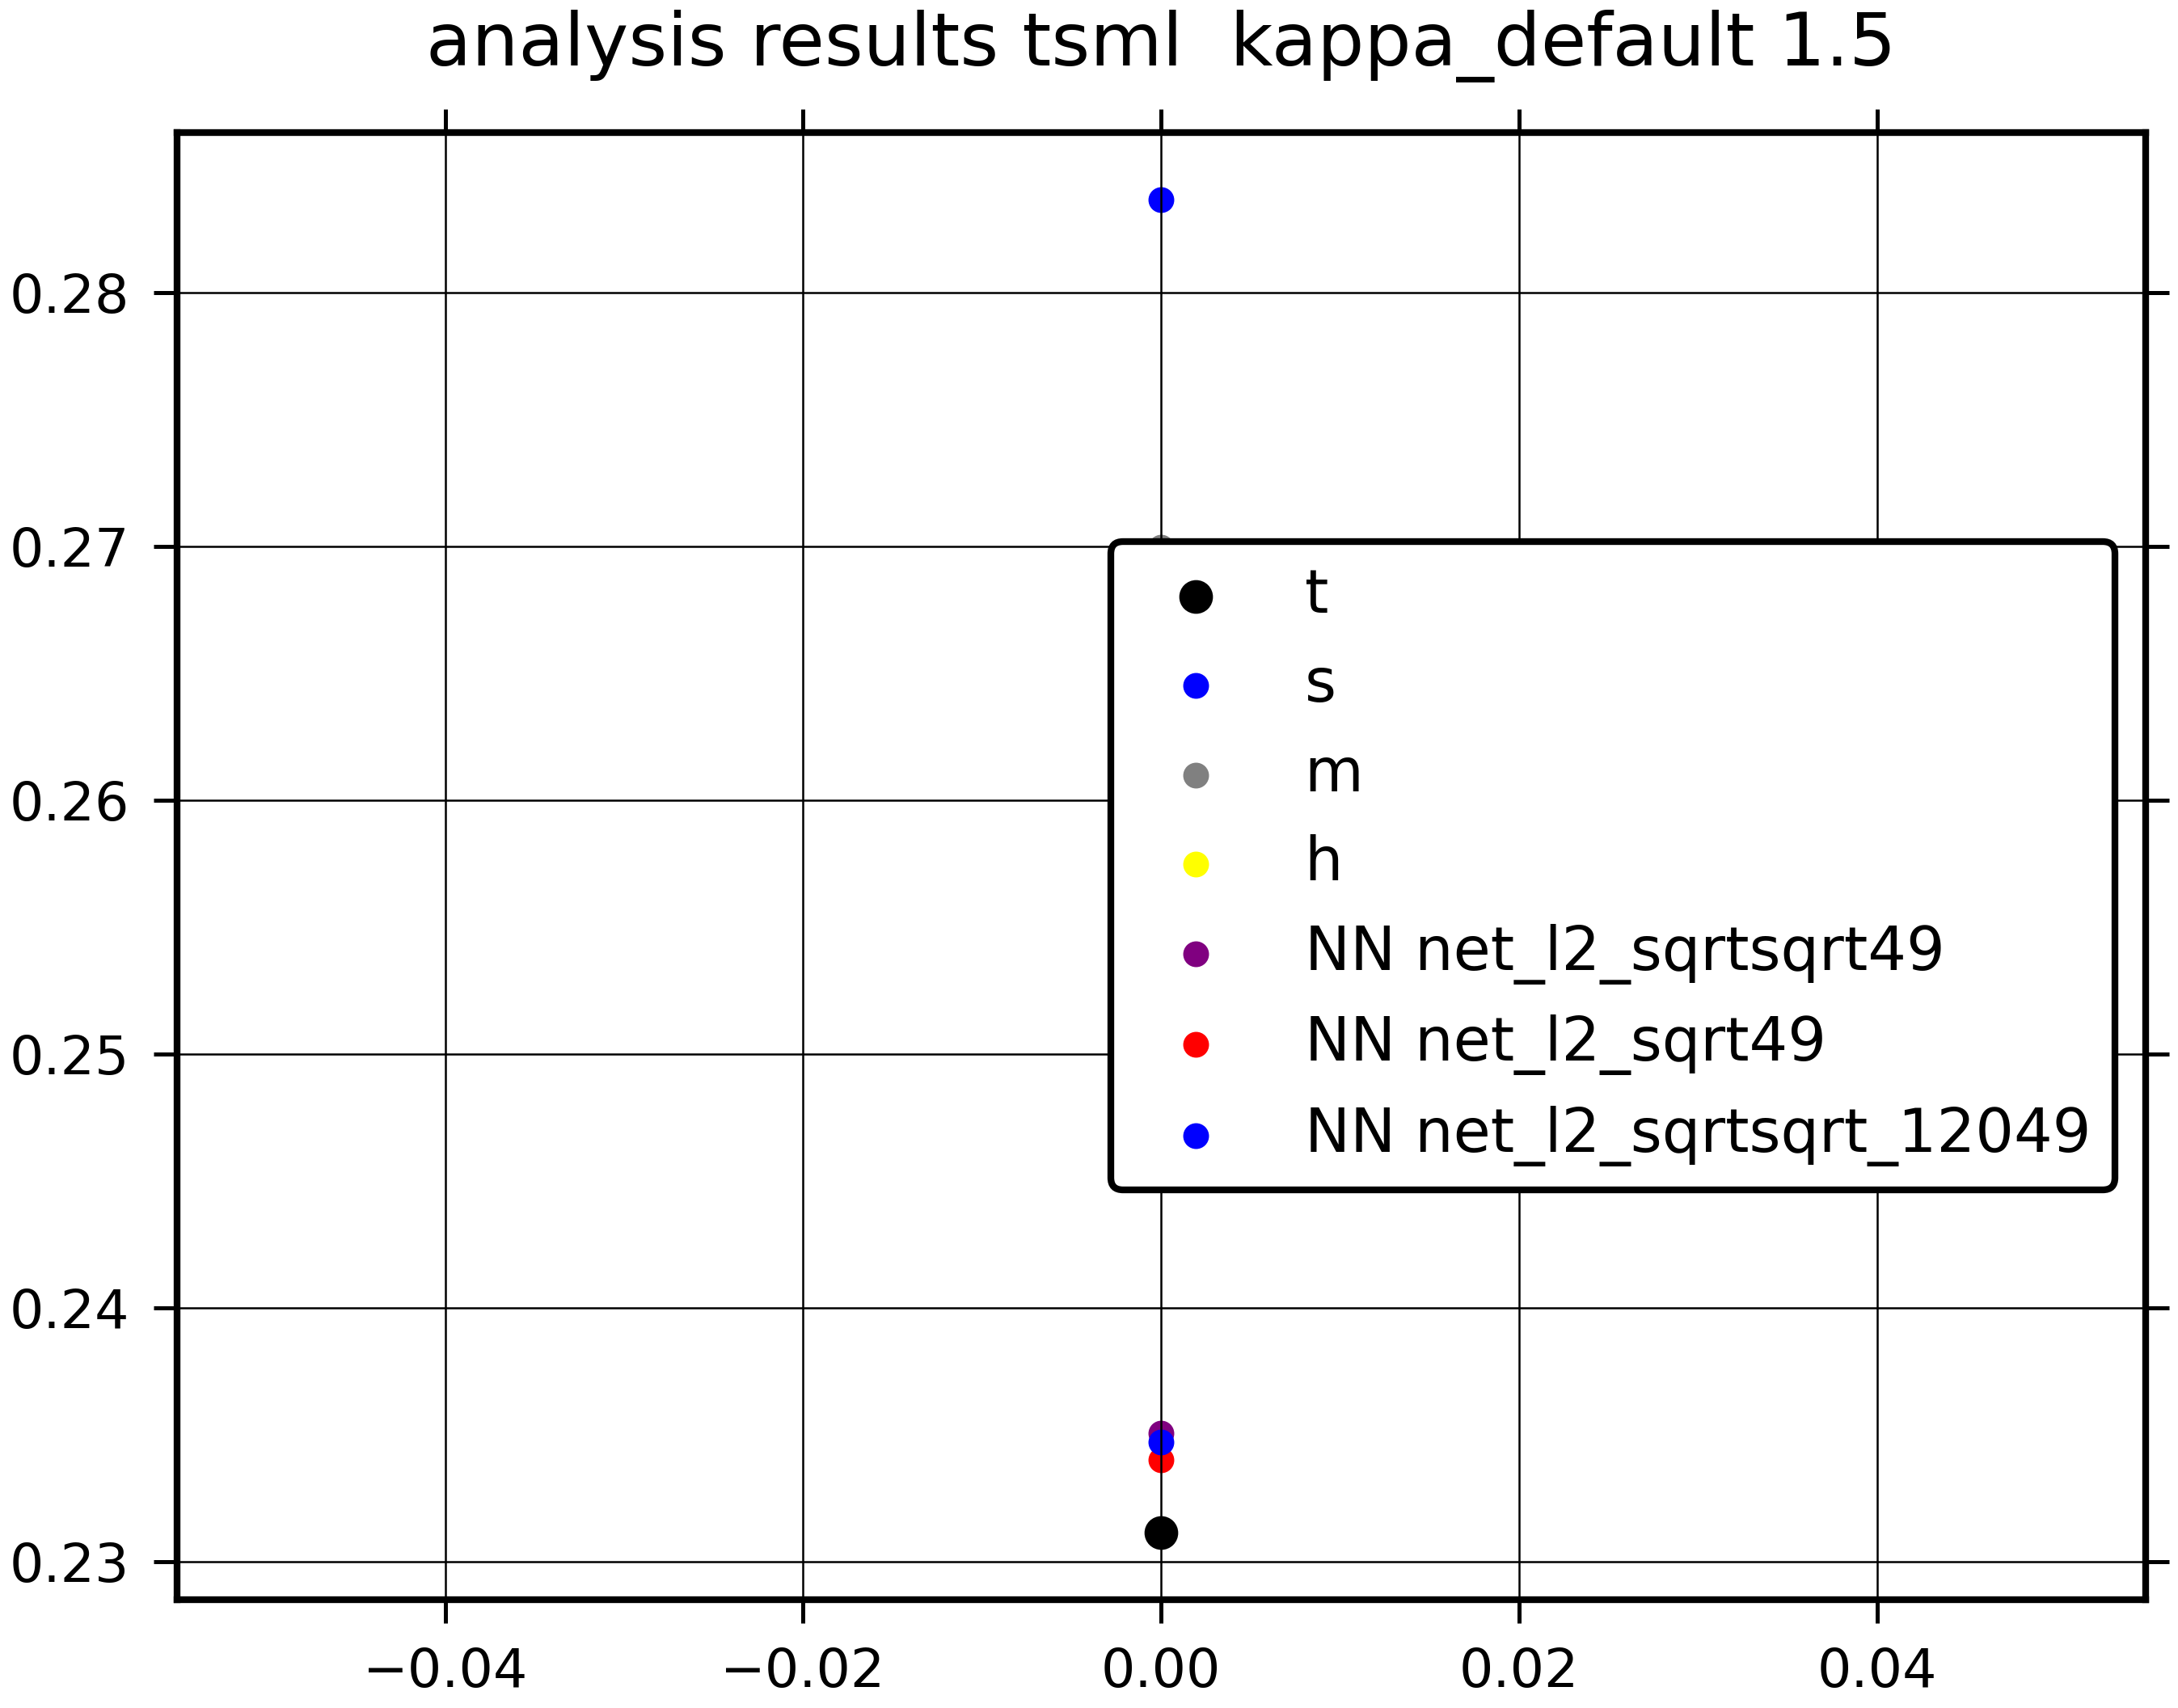 analysis results tsml  kappa_default 1.5
0.28
0.27
0.26
0.25
0.24
0.23
t
s
m
h
NN net_l2_sqrtsqrt49
NN net_l2_sqrt49
NN net_l2_sqrtsqrt_12049
−0.04
−0.02
0.00
0.02
0.04